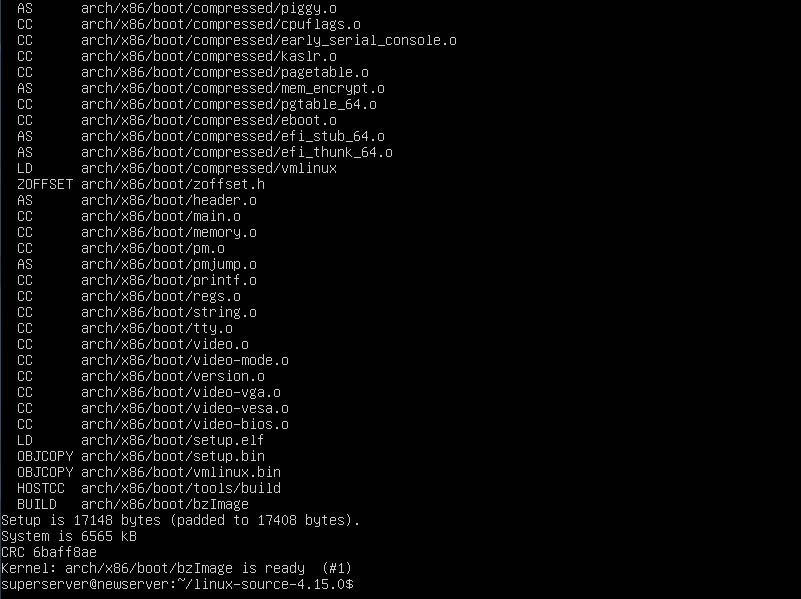 AS      arch/x86/boot/compressed/piggy.o
CC      arch/x86/boot/compressed/cpuflags.o
CC      arch/x86/boot/compressed/early_serial_console.o
CC      arch/x86/boot/compressed/kaslr.o
CC      arch/x86/boot/compressed/pagetable.o
AS      arch/x86/boot/compressed/mem_encrypt.o
CC      arch/x86/boot/compressed/pgtable_64.o
CC      arch/x86/boot/compressed/eboot.o
AS      arch/x86/boot/compressed/efi_stub_64.o
AS      arch/x86/boot/compressed/efi_thunk_64.o
LD      arch/x86/boot/compressed/vmlinux
ZOFFSET arch/x86/boot/zoffset.h
AS      arch/x86/boot/header.o
CC      arch/x86/boot/main.o
CC      arch/x86/boot/memory.o
CC      arch/x86/boot/pm.o
AS      arch/x86/boot/pmjump.o
CC      arch/x86/boot/printf.o
CC      arch/x86/boot/regs.o
CC      arch/x86/boot/string.o
CC      arch/x86/boot/tty.o
CC      arch/x86/boot/video.o
CC      arch/x86/boot/video-mode.o
CC      arch/x86/boot/version.o
CC      arch/x86/boot/video-vga.o
CC      arch/x86/boot/video-vesa.o
CC      arch/x86/boot/video-bios.o
LD      arch/x86/boot/setup.elf
OBJCOPY arch/x86/boot/setup.bin
OBJCOPY arch/x86/boot/vmlinux.bin
HOSTCC  arch/x86/boot/tools/build
BUILD   arch/x86/boot/bzImage
Setup is 17148 bytes (padded to 17408 bytes).
System is 6565 kB
CRC 6baff8ae
Kernel: arch/x86/boot/bzImage is ready  (#1)
superserver@newserver:~/linux-source-4.15.0$